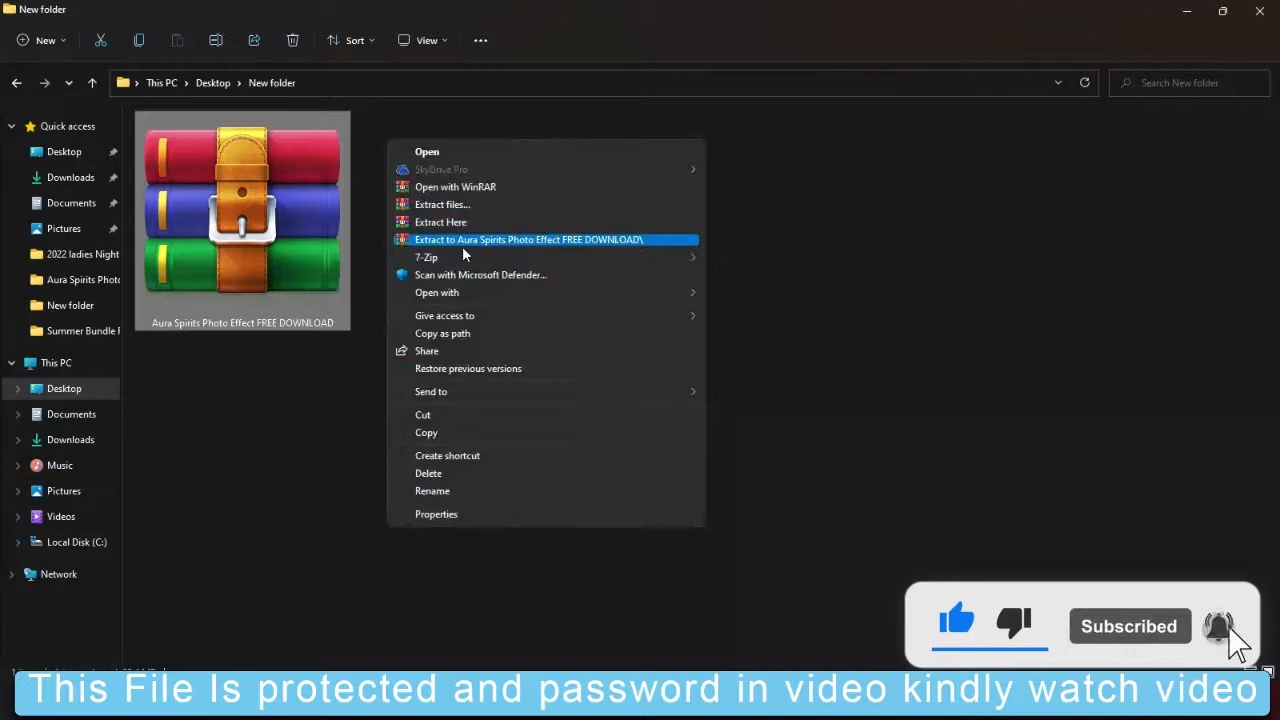 New folder
New
Sort
View
This PC
Desktop
New folder
Search New folder
Quick access
Desktop
Downloads
Documents
Pictures
2022 ladies Night
Aura Spirits Photo
New folder
Summer Bundle F
This PC
Desktop
Documents
Downloads
Music
Pictures
Videos
Local Disk (C:)
Network
Aura Spirits Photo Effect FREE DOWNLOAD
Open
SkyDrive Pro
Open with WinRAR
Extract files...
Extract Here
Extract to Aura Spirits Photo Effect FREE DOWNLOAD\
7-Zip
Scan with Microsoft Defender...
Open with
Give access to
Copy as path
Share
Restore previous versions
Send to
Cut
Copy
Create shortcut
Delete
Rename
Properties
Subscribed
This File Is protected and password in video kindly watch video